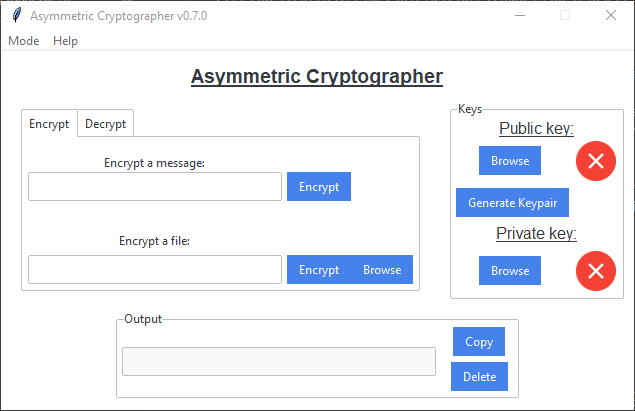 Asymmetric Cryptographer v0.7.0
Mode Help
Asymmetric Cryptographer
Encrypt Decrypt
Encrypt a message:
Encrypt
Encrypt a file:
Encrypt Browse
Keys
Public key:
Browse
Generate Keypair
Private key:
Browse
Output
Copy
Delete